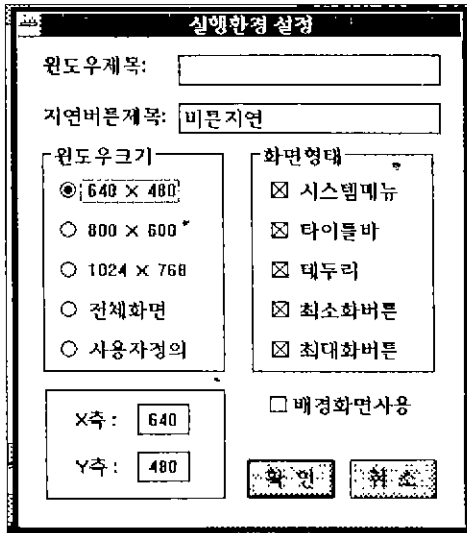 실행환경 설정
윈도우제목:
지연버튼제목: 버튼지연
윈도우크기
640 × 480
800 × 600
1024 × 768
전체화면
사용자정의
화면형태
시스템메뉴
타이틀바
테두리
최소화버튼
최대화버튼
X축 : 640
Y축 : 480
배경화면사용
확 인
취 소